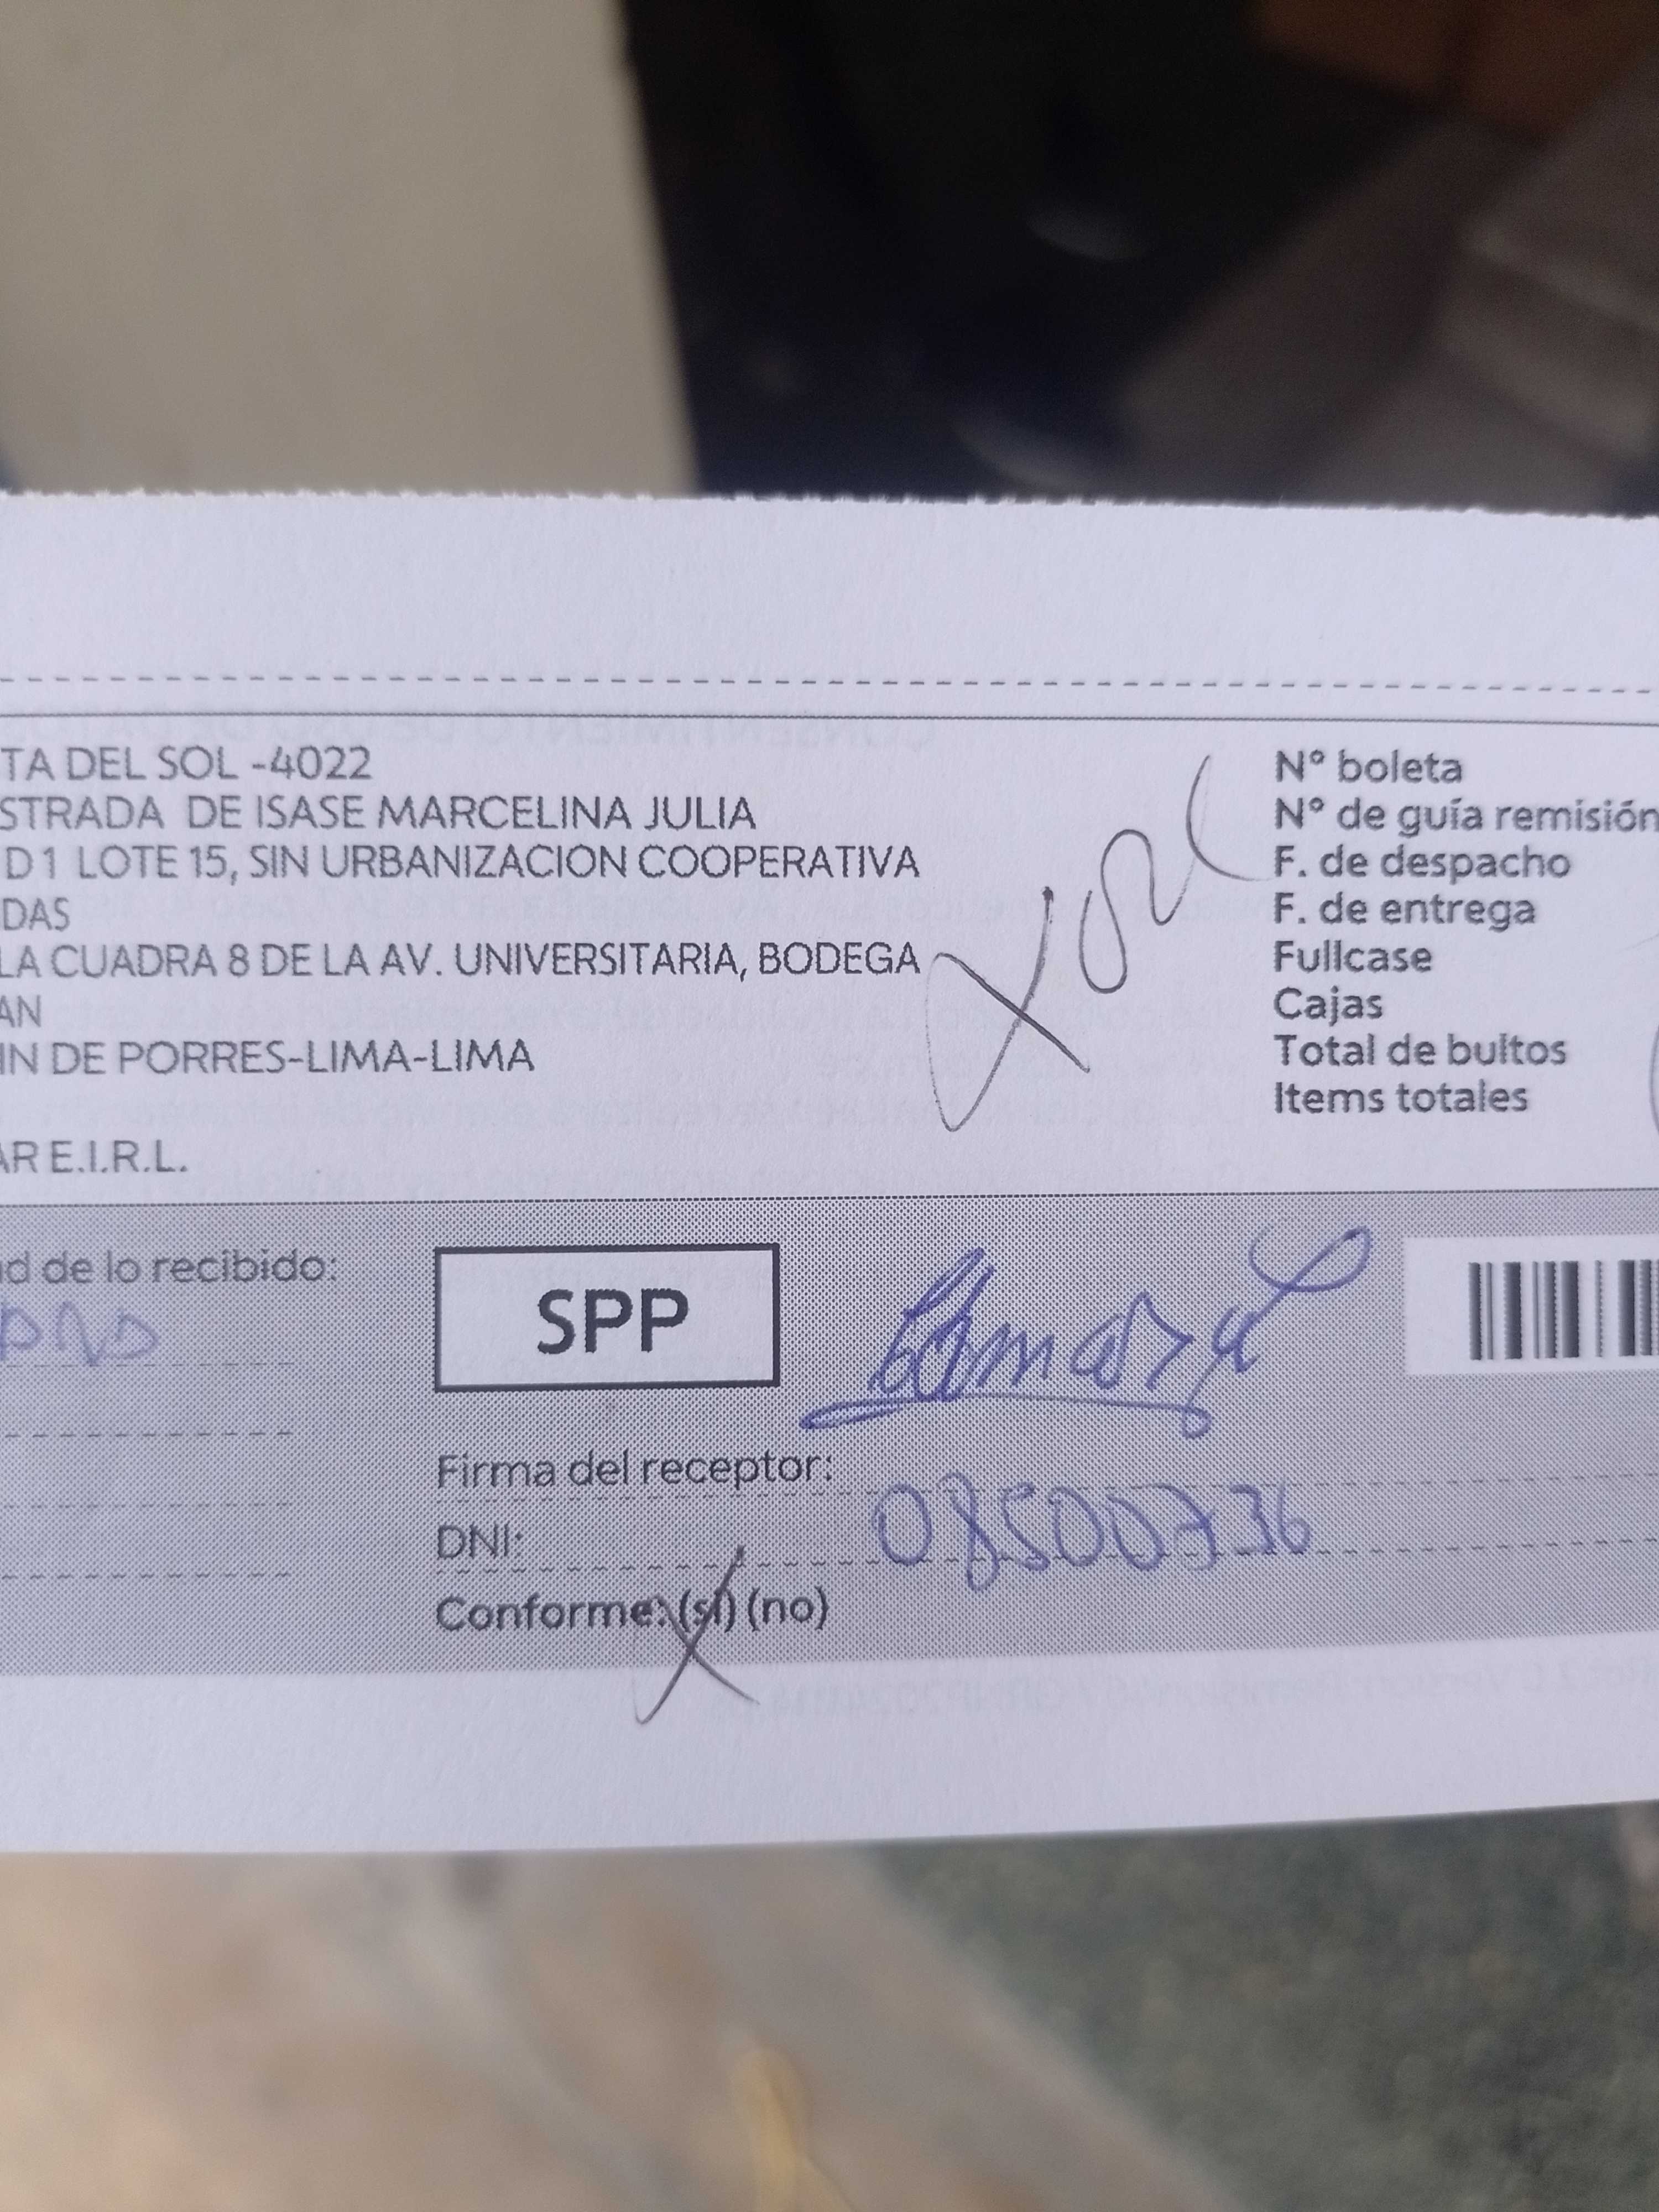 TA DEL SOL -4022
STRADA DE ISASE MARCELINA JULIA
D 1 LOTE 15, SIN URBANIZACION COOPERATIVA
DAS
LA CUADRA 8 DE LA AV. UNIVERSITARIA, BODEGA
AN
IN DE PORRES-LIMA-LIMA
AR E.I.R.L.
N° boleta
N° de guía remisión
F. de despacho
F. de entrega
Fullcase
Cajas
Total de bultos
Items totales
d de lo recibido:
SPP
Firma del receptor:
DNI: 08500736
Conforme: (sí) (no)